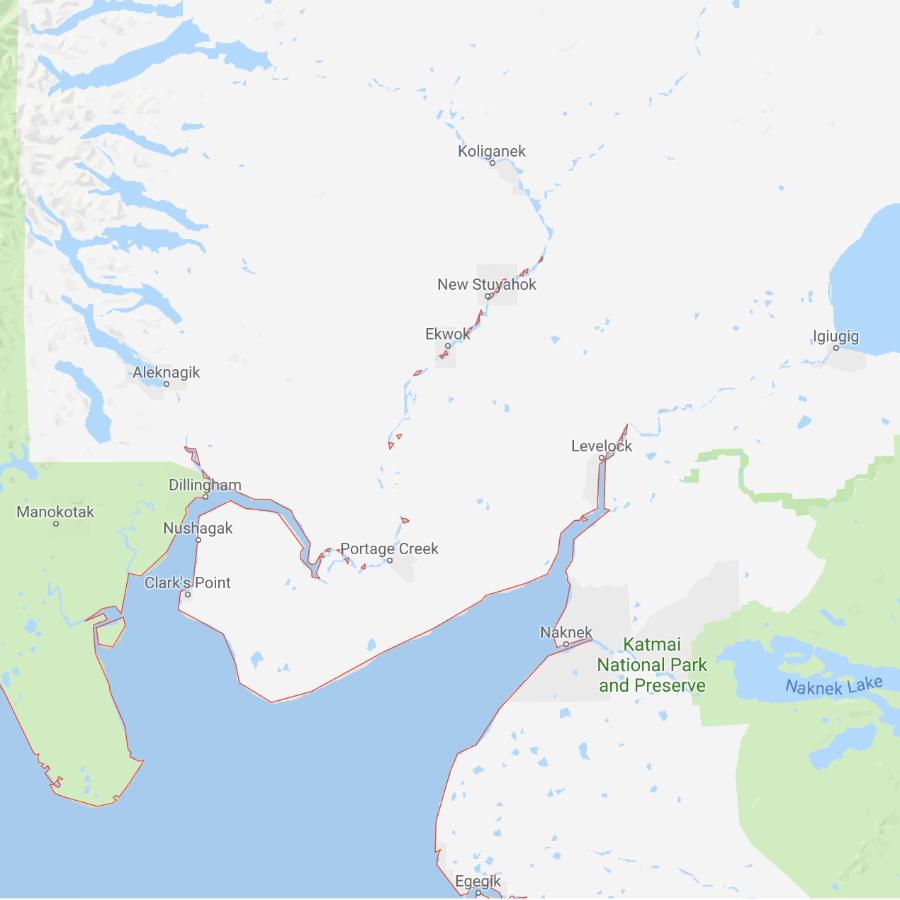 Koliganek
New Stuyahok
Ekwok
Igiugig
Aleknagik
Levelock
Dillingham
Manokotak
Nushagak
Portage Creek
Clark's Point
Naknek
Katmai
National Park
and Preserve
Naknek Lake
Egegik